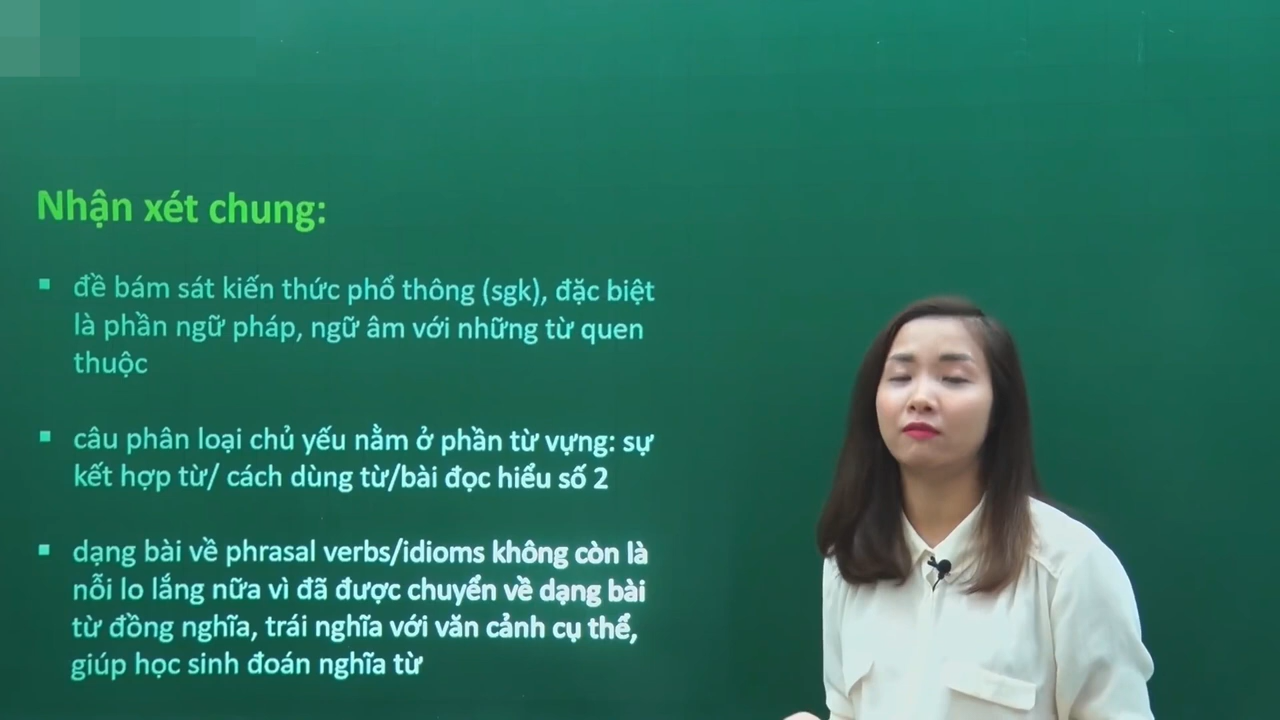 Nhận xét chung:
▪ đề bám sát kiến thức phổ thông (sgk), đặc biệt
là phần ngữ pháp, ngữ âm với những từ quen
thuộc
▪ câu phân loại chủ yếu nằm ở phần từ vựng: sự
kết hợp từ/ cách dùng từ/bài đọc hiểu số 2
▪ dạng bài về phrasal verbs/idioms không còn là
nỗi lo lắng nữa vì đã được chuyển về dạng bài
từ đồng nghĩa, trái nghĩa với văn cảnh cụ thể,
giúp học sinh đoán nghĩa từ